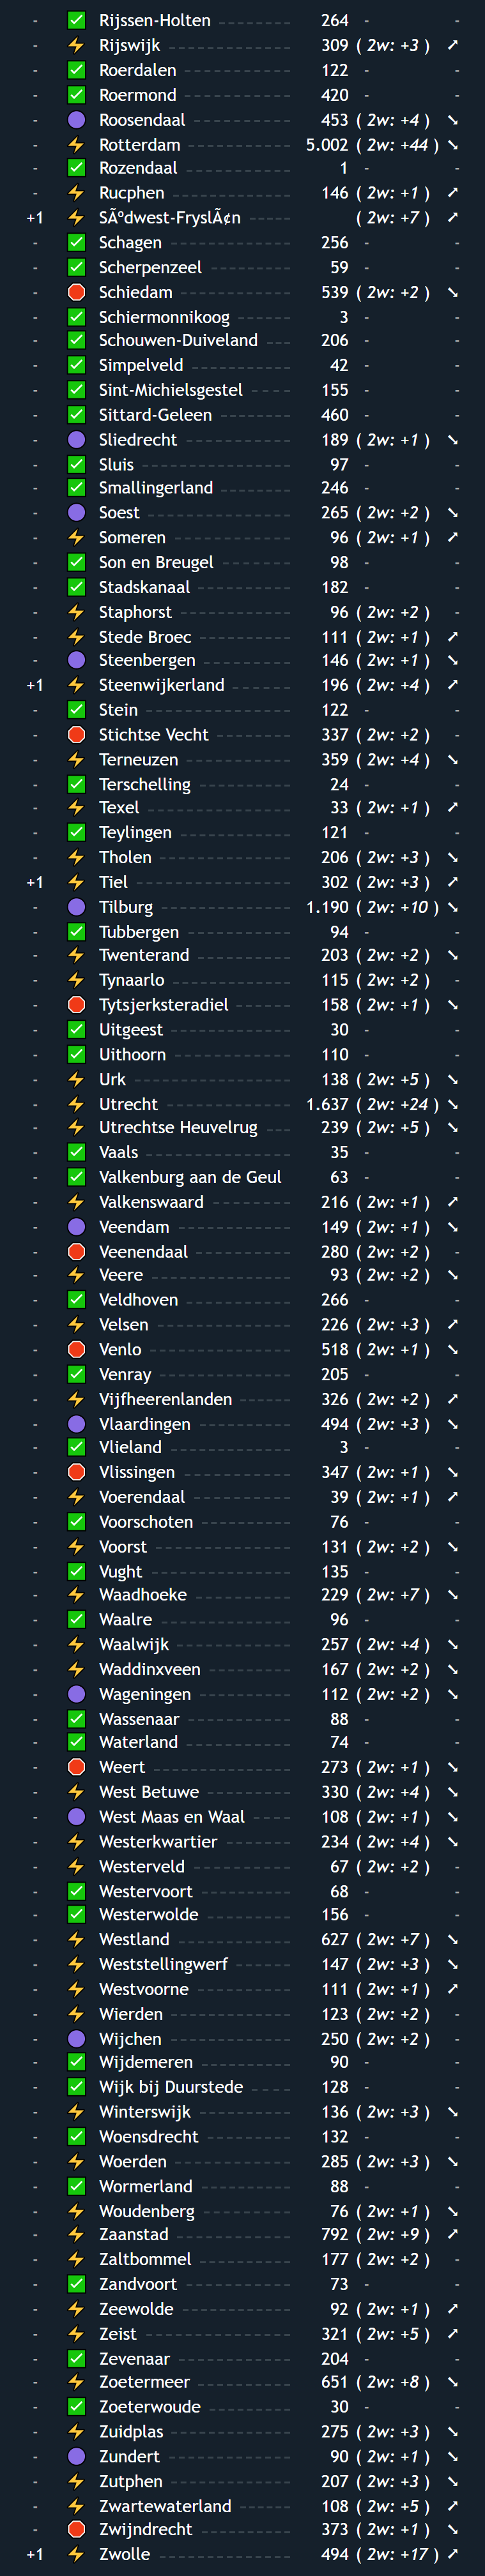 - ✅ Rijssen-Holten 264 - -
- ⚡ Rijswijk 309 ( 2w: +3 ) ➚
- ✅ Roerdalen 122 - -
- ✅ Roermond 420 - -
- 🟣 Roosendaal 453 ( 2w: +4 ) ➘
- ⚡ Rotterdam 5.002 ( 2w: +44 ) ➘
- ✅ Rozendaal 1 - -
- ⚡ Rucphen 146 ( 2w: +1 ) ➚
+1 ⚡ SÃºdwest-FryslÃ¢n ( 2w: +7 ) ➚
- ✅ Schagen 256 - -
- ✅ Scherpenzeel 59 - -
- 🛑 Schiedam 539 ( 2w: +2 ) ➘
- ✅ Schiermonnikoog 3 - -
- ✅ Schouwen-Duiveland 206 - -
- ✅ Simpelveld 42 - -
- ✅ Sint-Michielsgestel 155 - -
- ✅ Sittard-Geleen 460 - -
- 🟣 Sliedrecht 189 ( 2w: +1 ) ➘
- ✅ Sluis 97 - -
- ✅ Smallingerland 246 - -
- 🟣 Soest 265 ( 2w: +2 ) ➘
- ⚡ Someren 96 ( 2w: +1 ) ➚
- ✅ Son en Breugel 98 - -
- ✅ Stadskanaal 182 - -
- ⚡ Staphorst 96 ( 2w: +2 ) -
- ⚡ Stede Broec 111 ( 2w: +1 ) ➚
- 🟣 Steenbergen 146 ( 2w: +1 ) ➘
+1 ⚡ Steenwijkerland 196 ( 2w: +4 ) ➚
- ✅ Stein 122 - -
- 🛑 Stichtse Vecht 337 ( 2w: +2 ) -
- ⚡ Terneuzen 359 ( 2w: +4 ) ➘
- ✅ Terschelling 24 - -
- ⚡ Texel 33 ( 2w: +1 ) ➚
- ✅ Teylingen 121 - -
- ⚡ Tholen 206 ( 2w: +3 ) ➘
+1 ⚡ Tiel 302 ( 2w: +3 ) ➚
- 🟣 Tilburg 1.190 ( 2w: +10 ) ➘
- ✅ Tubbergen 94 - -
- ⚡ Twenterand 203 ( 2w: +2 ) ➘
- ⚡ Tynaarlo 115 ( 2w: +2 ) -
- 🛑 Tytsjerksteradiel 158 ( 2w: +1 ) ➘
- ✅ Uitgeest 30 - -
- ✅ Uithoorn 110 - -
- ⚡ Urk 138 ( 2w: +5 ) ➘
- ⚡ Utrecht 1.637 ( 2w: +24 ) ➘
- ⚡ Utrechtse Heuvelrug 239 ( 2w: +5 ) ➘
- ✅ Vaals 35 - -
- ✅ Valkenburg aan de Geul 63 - -
- ⚡ Valkenswaard 216 ( 2w: +1 ) ➚
- 🟣 Veendam 149 ( 2w: +1 ) ➘
- 🛑 Veenendaal 280 ( 2w: +2 ) -
- ⚡ Veere 93 ( 2w: +2 ) ➘
- ✅ Veldhoven 266 - -
- ⚡ Velsen 226 ( 2w: +3 ) ➚
- 🛑 Venlo 518 ( 2w: +1 ) ➘
- ✅ Venray 205 - -
- ⚡ Vijfheerenlanden 326 ( 2w: +2 ) ➚
- 🟣 Vlaardingen 494 ( 2w: +3 ) ➘
- ✅ Vlieland 3 - -
- 🛑 Vlissingen 347 ( 2w: +1 ) ➘
- ⚡ Voerendaal 39 ( 2w: +1 ) ➚
- ✅ Voorschoten 76 - -
- ⚡ Voorst 131 ( 2w: +2 ) ➘
- ✅ Vught 135 - -
- ⚡ Waadhoeke 229 ( 2w: +7 ) ➘
- ✅ Waalre 96 - -
- ⚡ Waalwijk 257 ( 2w: +4 ) ➘
- ⚡ Waddinxveen 167 ( 2w: +2 ) ➘
- 🟣 Wageningen 112 ( 2w: +2 ) ➘
- ✅ Wassenaar 88 - -
- ✅ Waterland 74 - -
- 🛑 Weert 273 ( 2w: +1 ) ➘
- ⚡ West Betuwe 330 ( 2w: +4 ) ➘
- 🟣 West Maas en Waal 108 ( 2w: +1 ) ➘
- ⚡ Westerkwartier 234 ( 2w: +4 ) ➘
- ⚡ Westerveld 67 ( 2w: +2 ) -
- ✅ Westervoort 68 - -
- ✅ Westerwolde 156 - -
- ⚡ Westland 627 ( 2w: +7 ) ➘
- ⚡ Weststellingwerf 147 ( 2w: +3 ) ➘
- ⚡ Westvoorne 111 ( 2w: +1 ) ➚
- ⚡ Wierden 123 ( 2w: +2 ) -
- 🟣 Wijchen 250 ( 2w: +2 ) -
- ✅ Wijdemeren 90 - -
- ✅ Wijk bij Duurstede 128 - -
- ⚡ Winterswijk 136 ( 2w: +3 ) ➘
- ✅ Woensdrecht 132 - -
- ⚡ Woerden 285 ( 2w: +3 ) ➘
- ✅ Wormerland 88 - -
- ⚡ Woudenberg 76 ( 2w: +1 ) ➘
- ⚡ Zaanstad 792 ( 2w: +9 ) ➚
- ⚡ Zaltbommel 177 ( 2w: +2 ) -
- ✅ Zandvoort 73 - -
- ⚡ Zeewolde 92 ( 2w: +1 ) ➚
- ⚡ Zeist 321 ( 2w: +5 ) ➚
- ✅ Zevenaar 204 - -
- ⚡ Zoetermeer 651 ( 2w: +8 ) ➘
- ✅ Zoeterwoude 30 - -
- ⚡ Zuidplas 275 ( 2w: +3 ) ➘
- 🟣 Zundert 90 ( 2w: +1 ) ➘
- ⚡ Zutphen 207 ( 2w: +3 ) ➘
- ⚡ Zwartewaterland 108 ( 2w: +5 ) ➚
- 🛑 Zwijndrecht 373 ( 2w: +1 ) ➘
+1 ⚡ Zwolle 494 ( 2w: +17 ) ➚